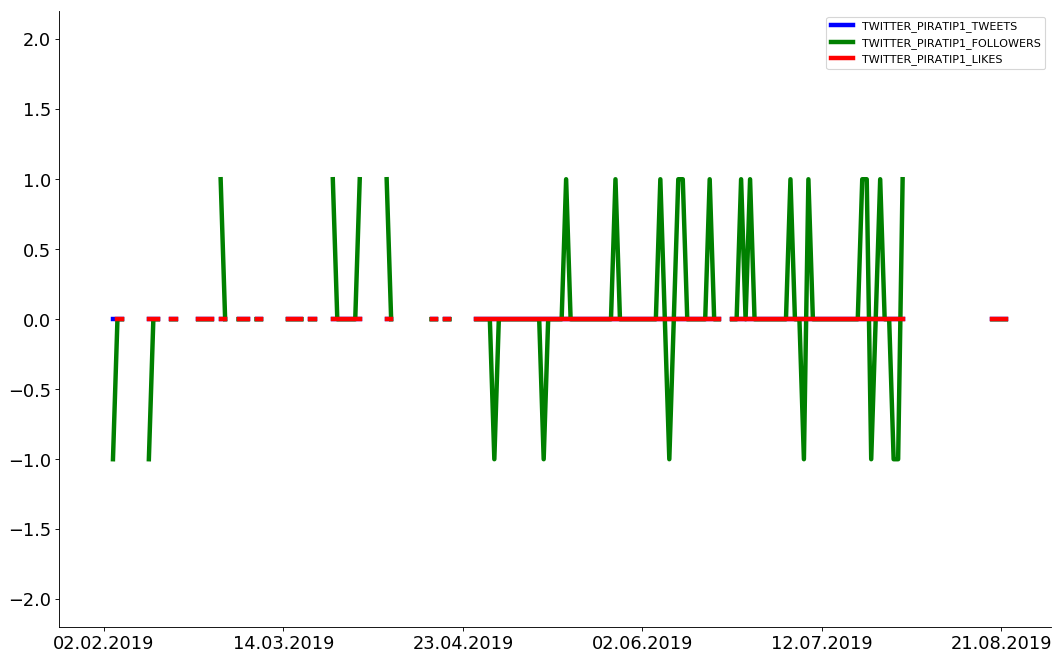 TWITTER_PIRATIP1_TWEETS
TWITTER_PIRATIP1_FOLLOWERS
TWITTER_PIRATIP1_LIKES
2.0
1.5
1.0
0.5
0.0
−0.5
−1.0
−1.5
−2.0
02.02.2019 14.03.2019 23.04.2019 02.06.2019 12.07.2019 21.08.2019